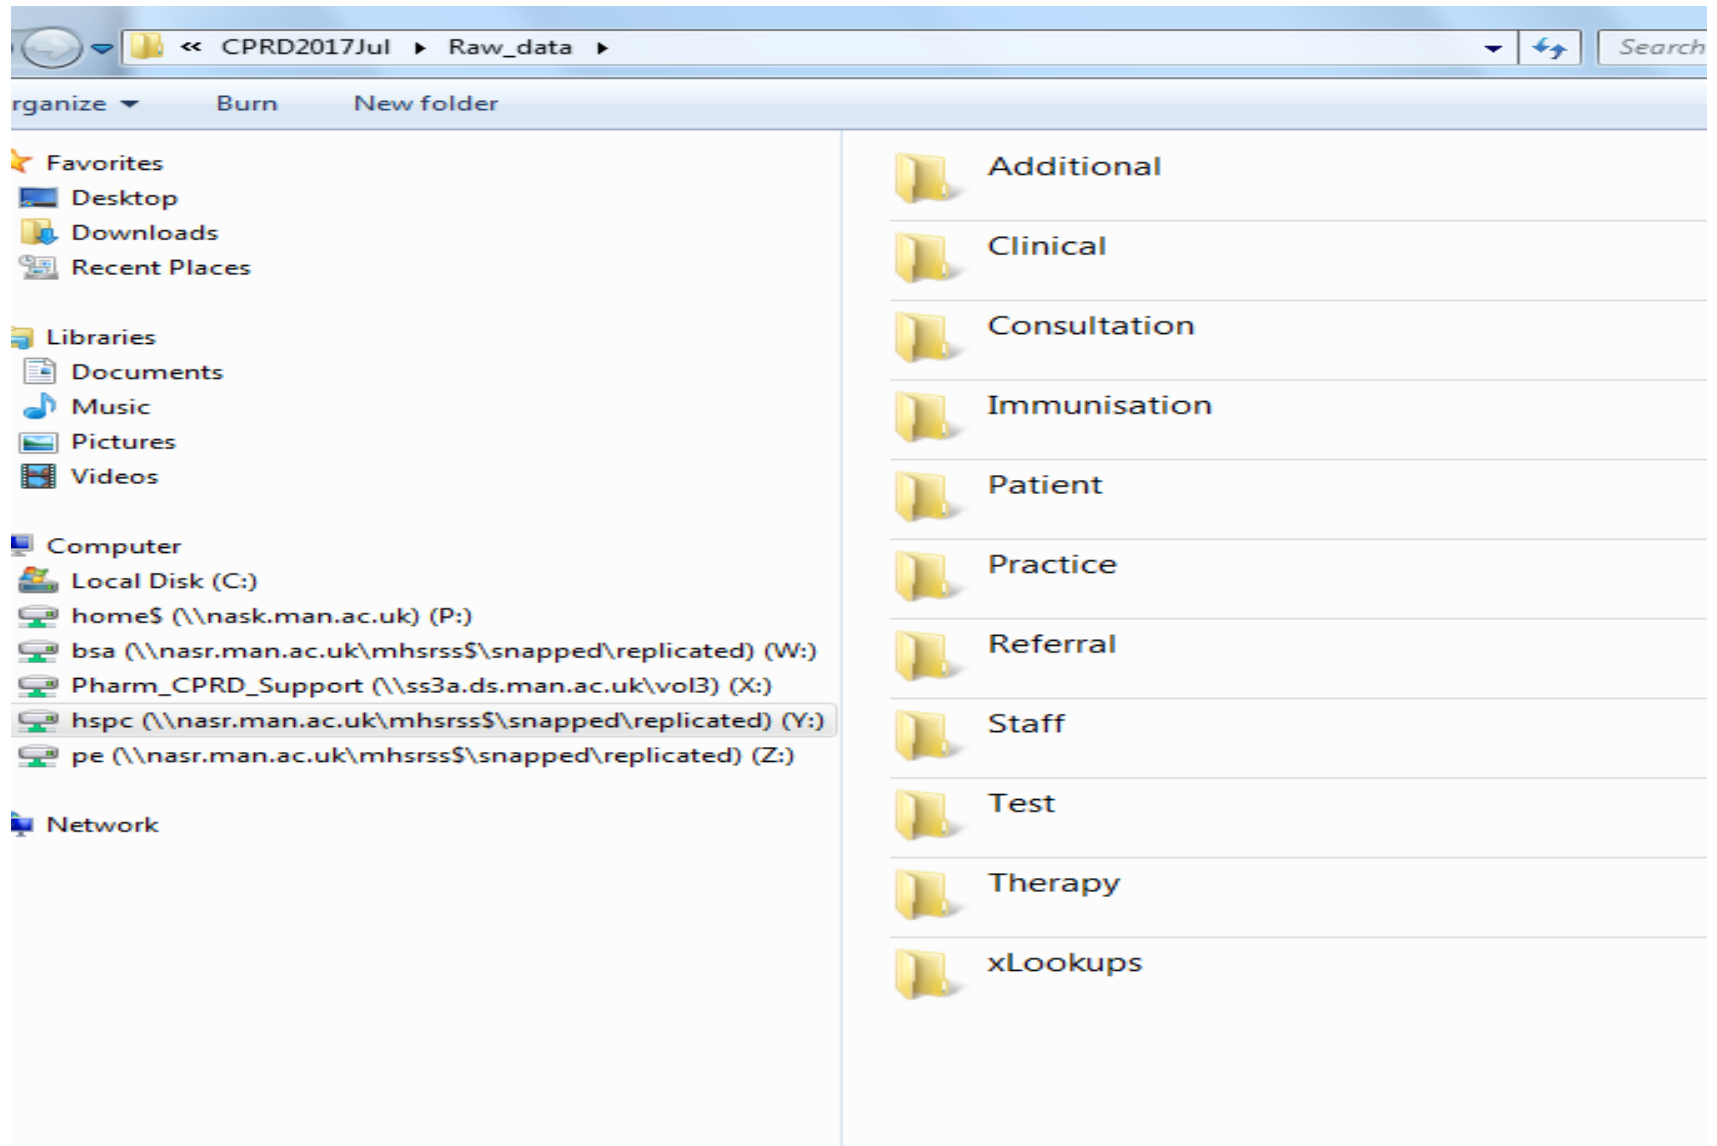 « CPRD2017Jul Raw_data
Search
rganize Burn New folder
Favorites
Desktop
Downloads
Recent Places
Libraries
Documents
Music
Pictures
Videos
Computer
Local Disk (C:)
home$ (\\nask.man.ac.uk) (P:)
bsa (\\nasr.man.ac.uk\mhsrss$\snapped\replicated) (W:)
Pharm_CPRD_Support (\\ss3a.ds.man.ac.uk\vol3) (X:)
hspc (\\nasr.man.ac.uk\mhsrss$\snapped\replicated) (Y:)
pe (\\nasr.man.ac.uk\mhsrss$\snapped\replicated) (Z:)
Network
Additional
Clinical
Consultation
Immunisation
Patient
Practice
Referral
Staff
Test
Therapy
xLookups